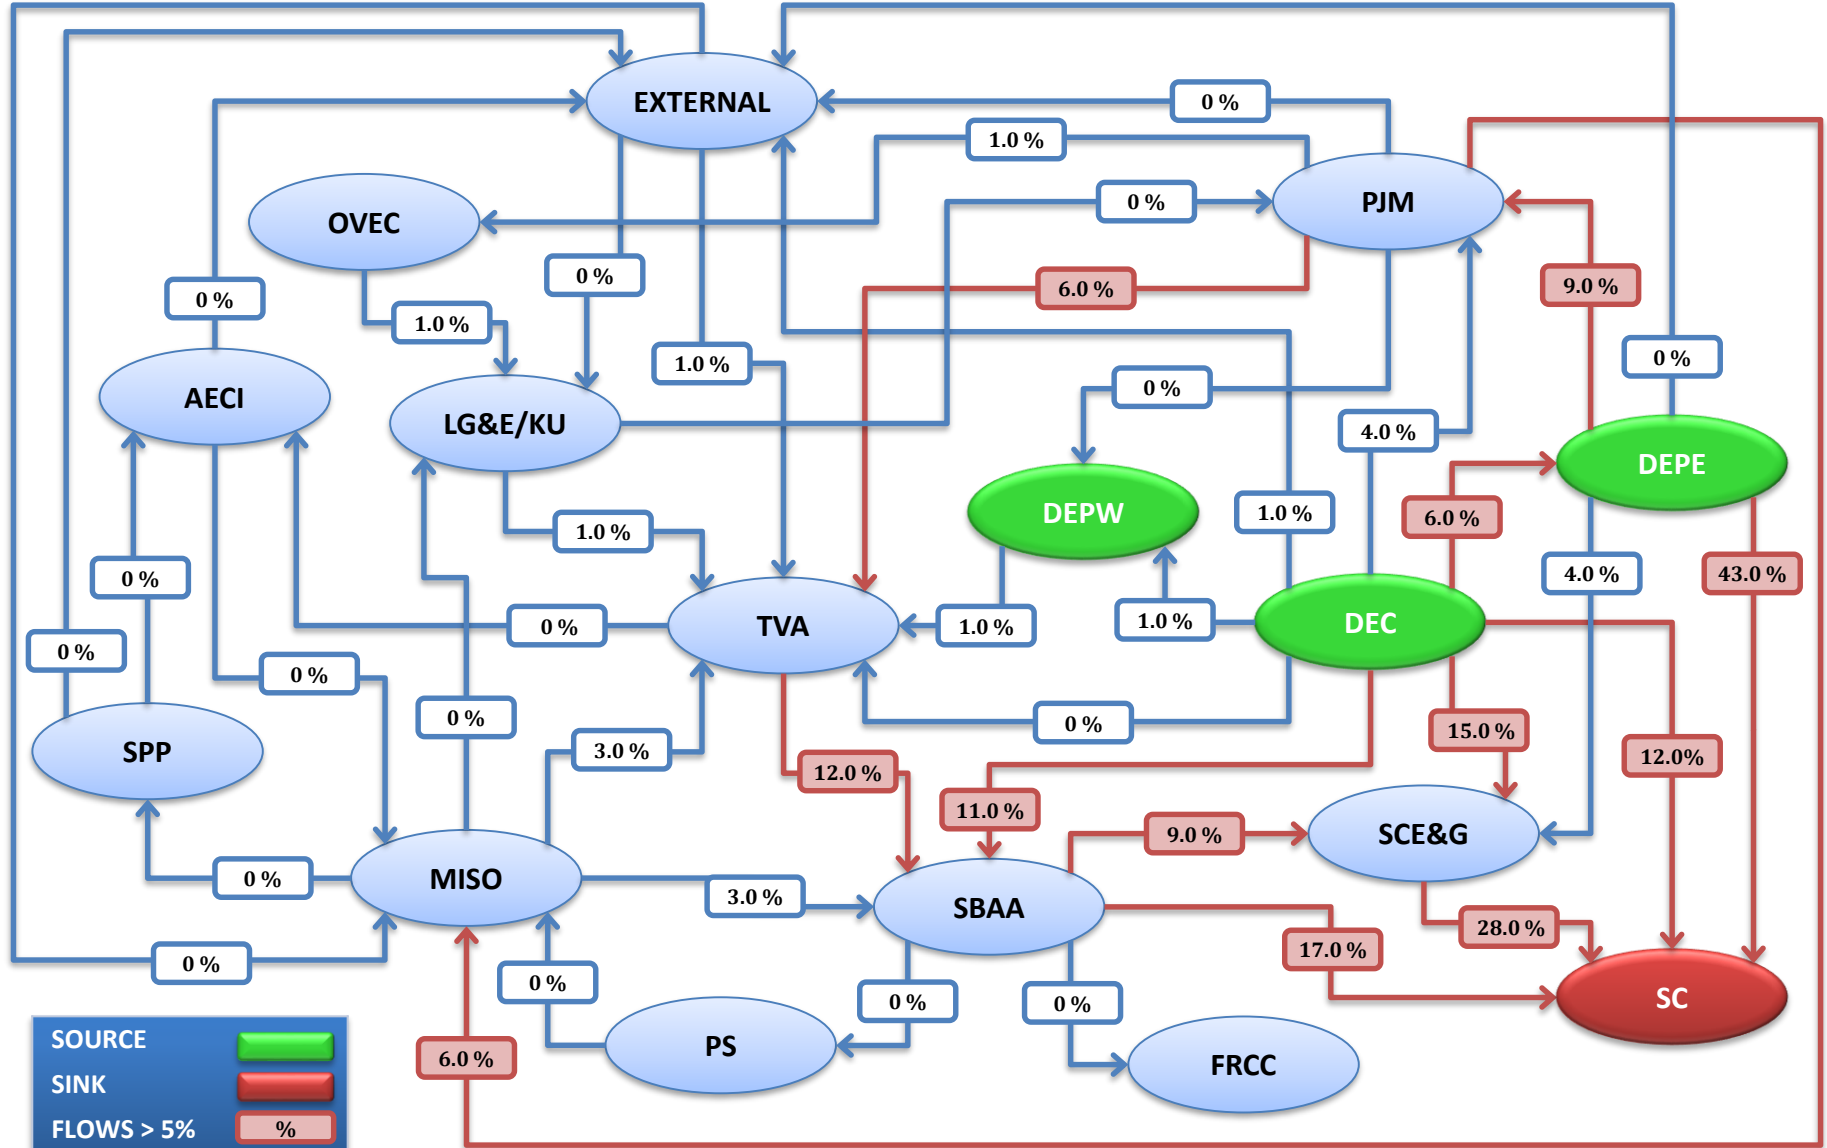 EXTERNAL
0 %
1.0 %
OVEC
0 %
PJM
0 %
0 %
6.0 %
9.0 %
1.0 %
1.0 %
0 %
AECI
0 %
LG&E/KU
4.0 %
DEPE
1.0 %
DEPW
1.0 %
6.0 %
0 %
4.0 %
43.0 %
0 %
TVA
1.0 %
1.0 %
DEC
0 %
0 %
0 %
0 %
15.0 %
SPP
3.0 %
12.0 %
12.0%
11.0 %
9.0 %
SCE&G
0 %
MISO
3.0 %
SBAA
28.0 %
17.0 %
0 %
0 %
0 %
0 %
SC
PS
FRCC
6.0 %
SOURCE
SINK
FLOWS > 5%
%